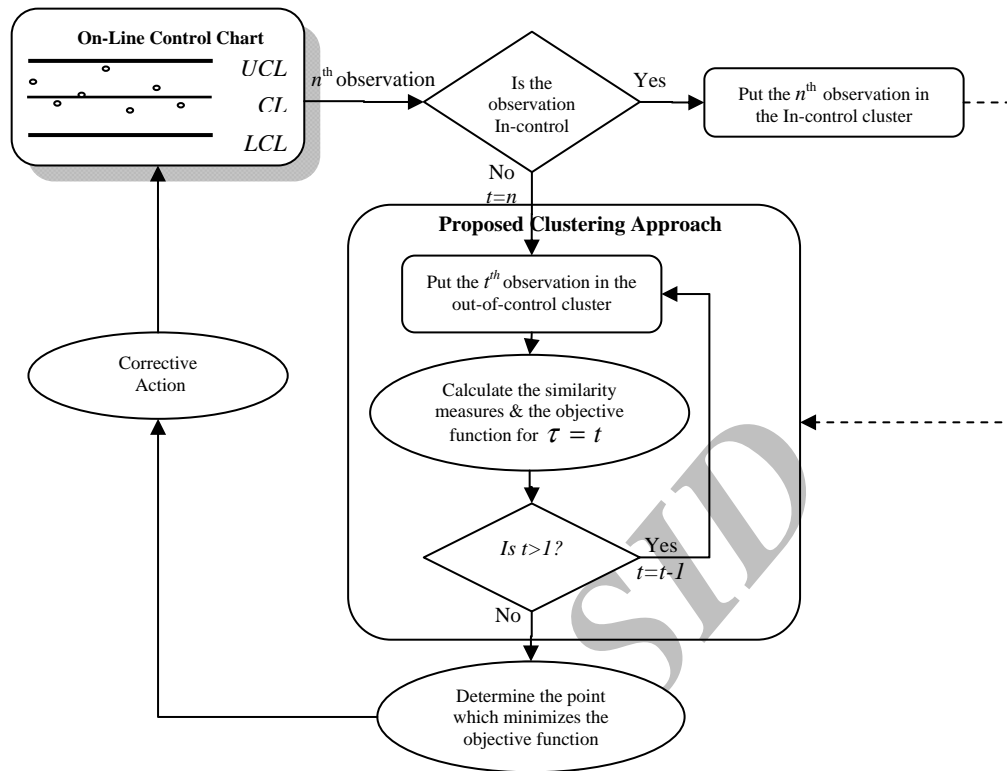 On-Line Control Chart
UCL
CL
LCL
nth observation
Is the
observation
In-control
Yes
Put the nth observation in
the In-control cluster
No
t=n
Proposed Clustering Approach
Put the tth observation in the
out-of-control cluster
Calculate the similarity
measures & the objective
function for τ = t
Corrective
Action
Is t>1?
Yes
t=t-1
No
Determine the point
which minimizes the
objective function
SID